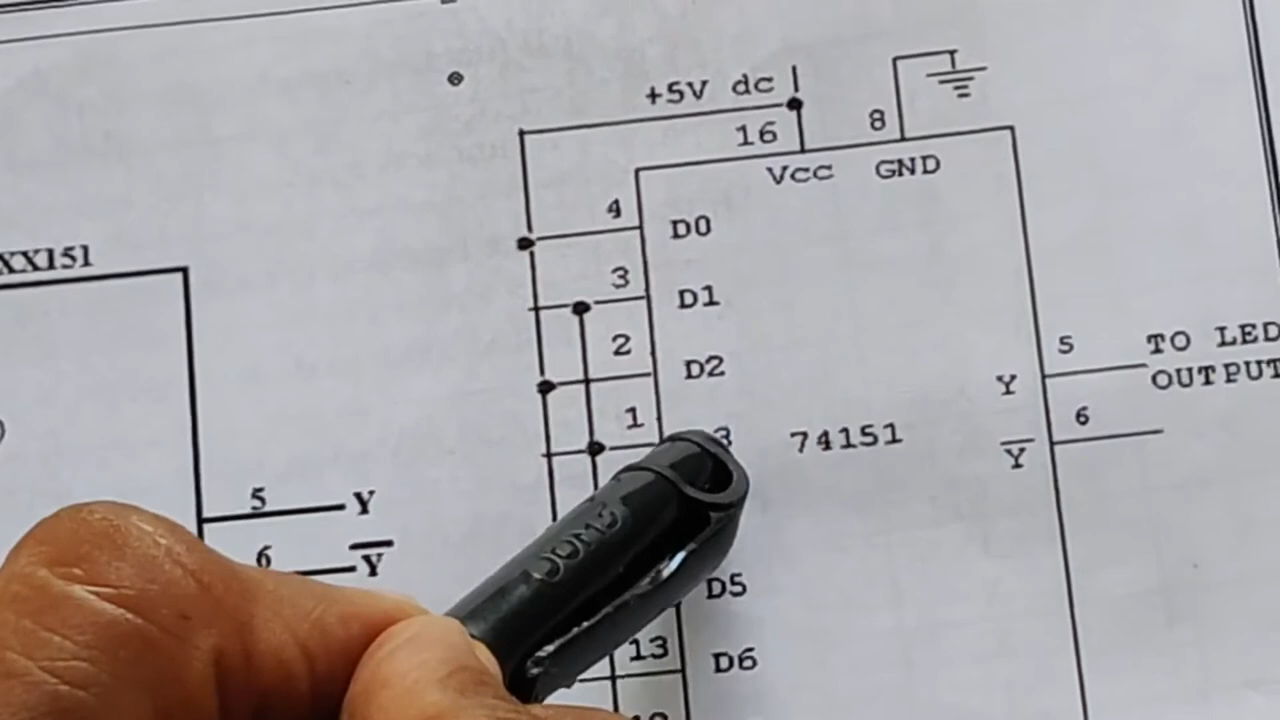 +5V dc
16
8
VCC
GND
4
D0
XX151
3
D1
2
D2
5
TO LED
Y
OUTPUT
1
3
74151
6
Y
5
Y
6
Y
D5
13
D6